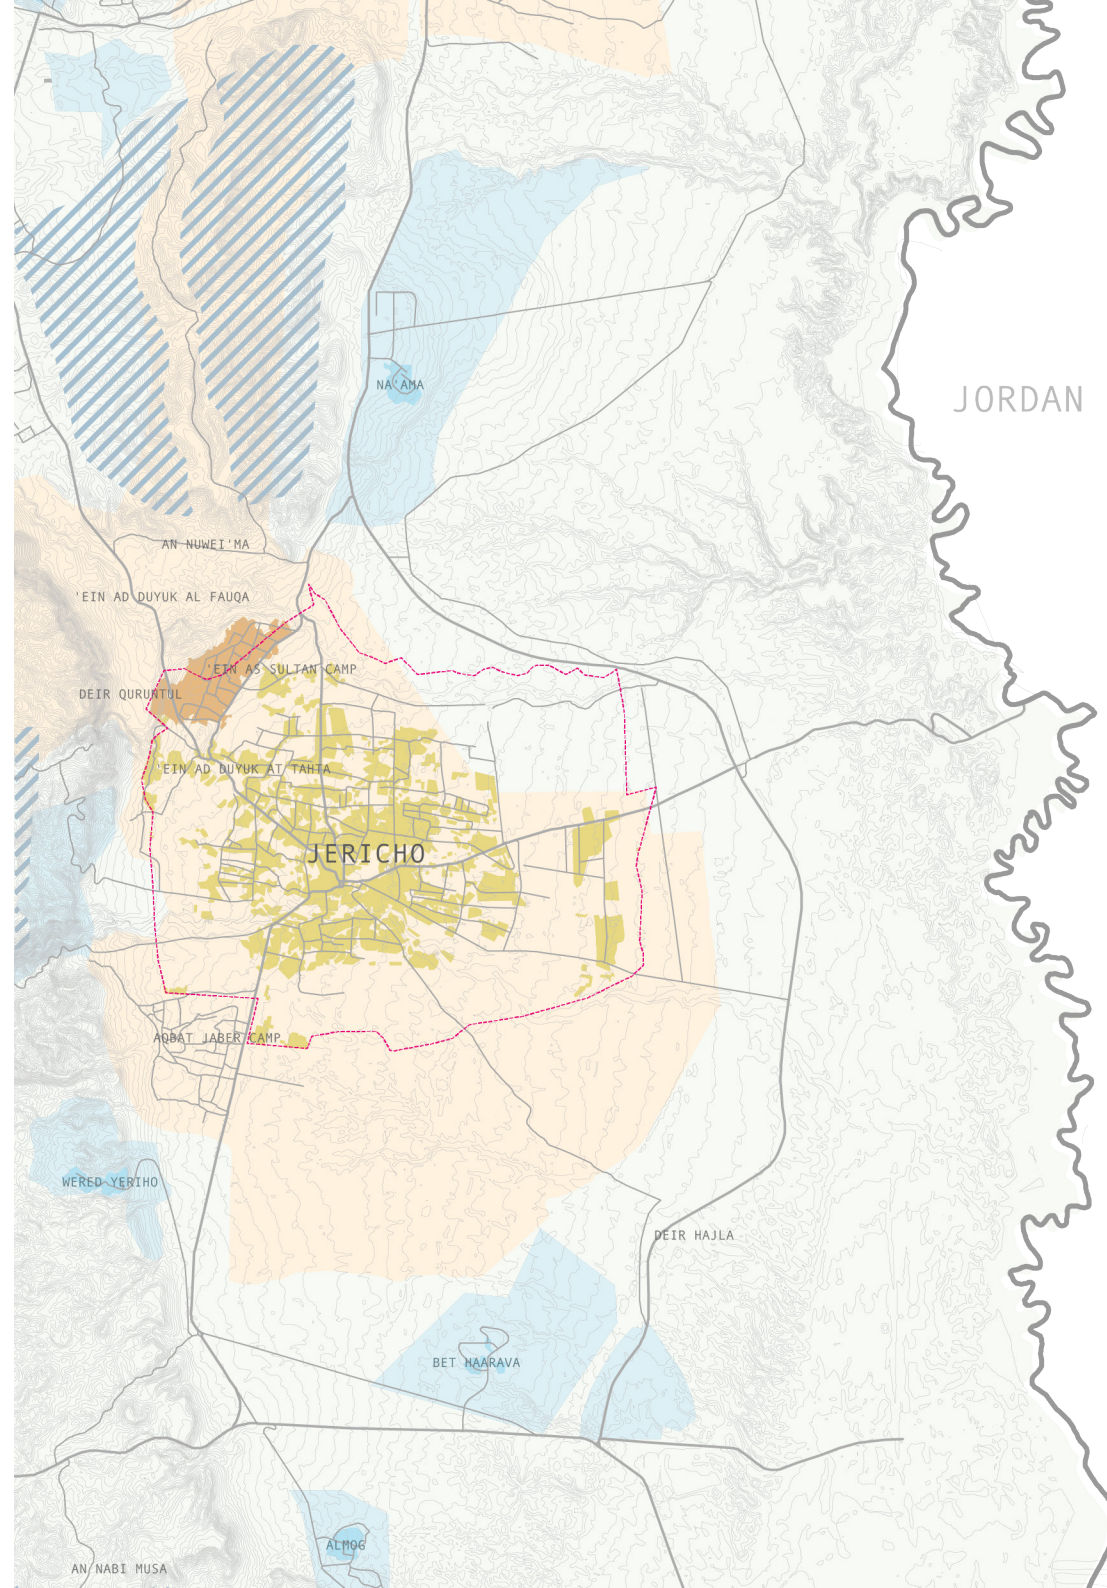 NA'AMA
JORDAN
AN NUWEI'MA
'EIN AD DUYUK AL FAUQA
'EIN AS SULTAN CAMP
DEIR QURUNTUL
'EIN AD DUYUK AT TAHTA
JERICHO
AQBAT JABER CAMP
WERED YERIHO
DEIR HAJLA
BET HAARAVA
ALMOG
AN NABI MUSA